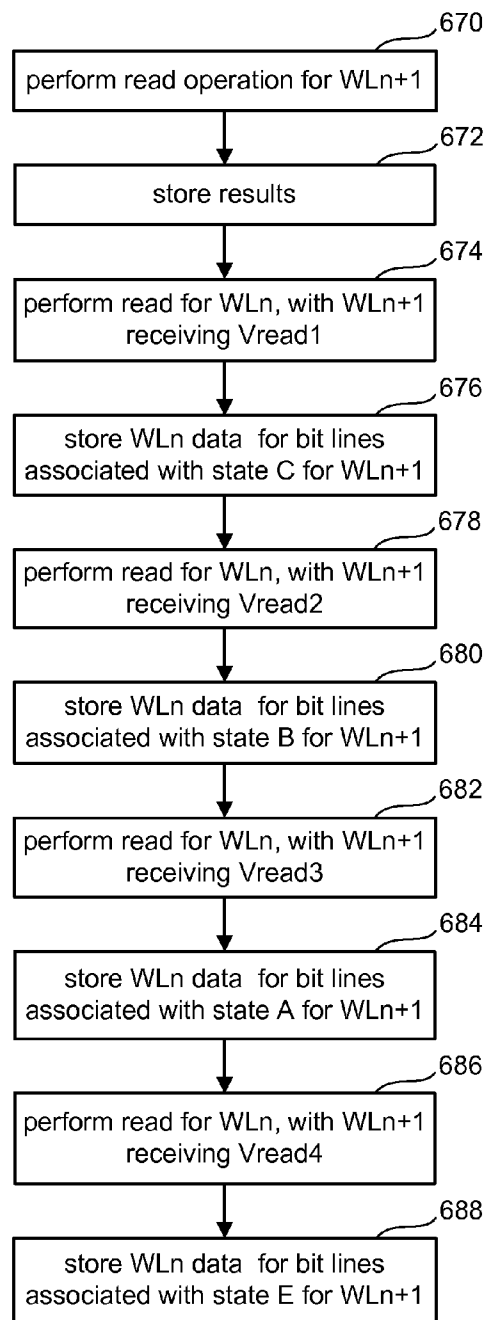 670
perform read operation for WLn+1
672
store results
674
perform read for WLn, with WLn+1
receiving Vread1
676
store WLn data for bit lines
associated with state C for WLn+1
678
perform read for WLn, with WLn+1
receiving Vread2
680
store WLn data for bit lines
associated with state B for WLn+1
682
perform read for WLn, with WLn+1
receiving Vread3
684
store WLn data for bit lines
associated with state A for WLn+1
686
perform read for WLn, with WLn+1
receiving Vread4
688
store WLn data for bit lines
associated with state E for WLn+1